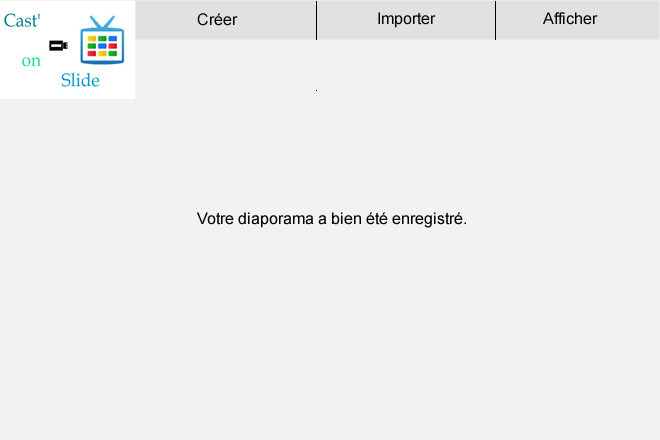 Cast'
on
Slide
Créer
Importer
Afficher
Votre diaporama a bien été enregistré.